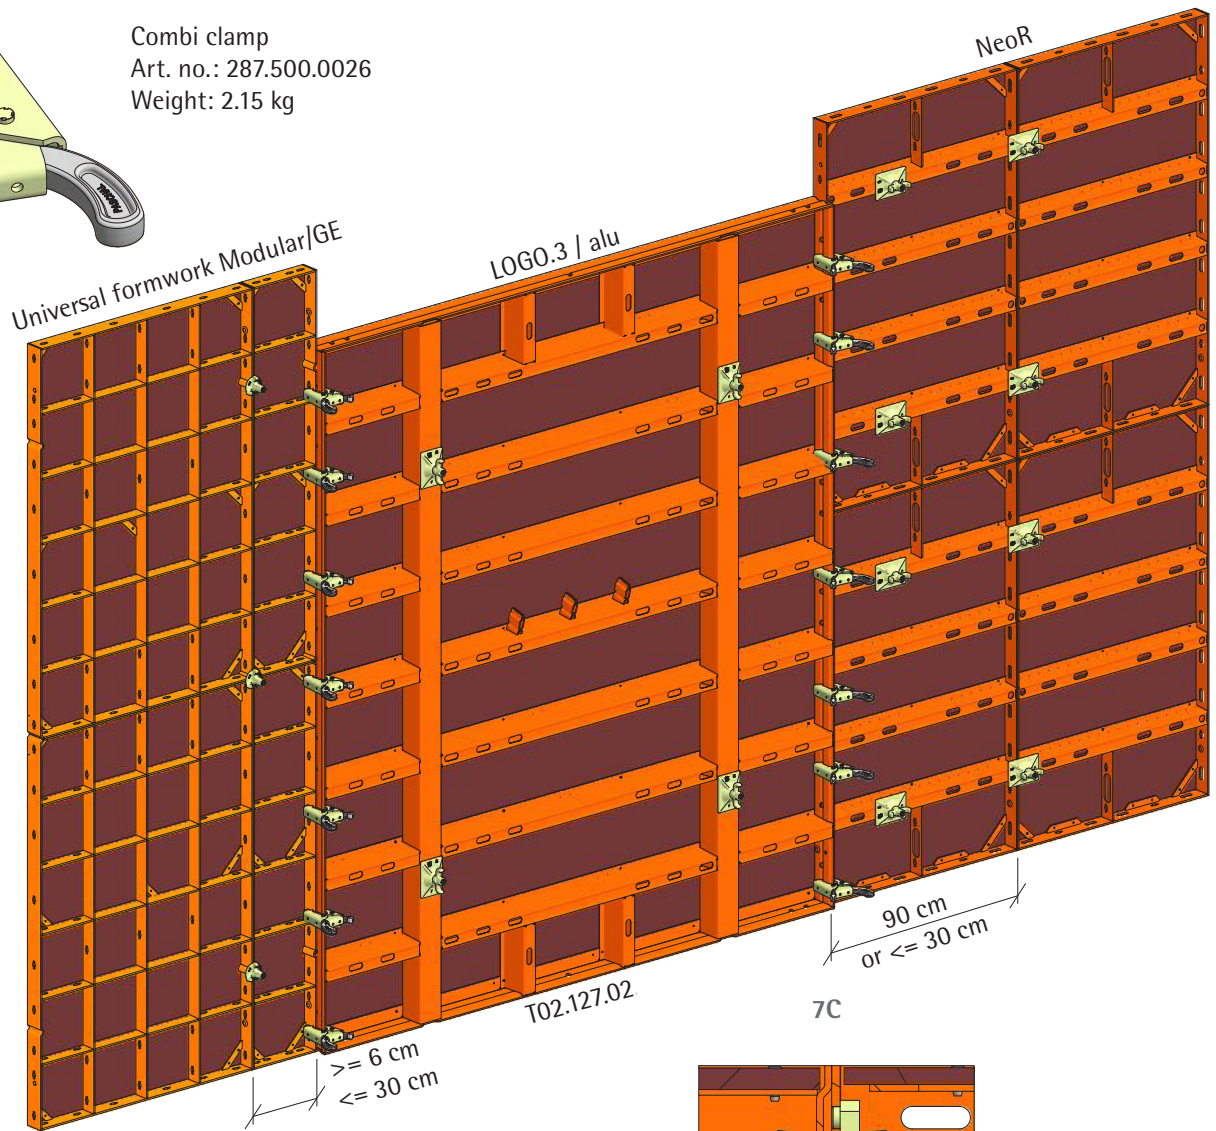 Combi clamp
Art. no.: 287.500.0026
Weight: 2.15 kg
PASCHAL
NeoR
LOGO.3 / alu
Universal formwork Modular/GE
90 cm
or <= 30 cm
T02.127.02
7C
>= 6 cm
<= 30 cm